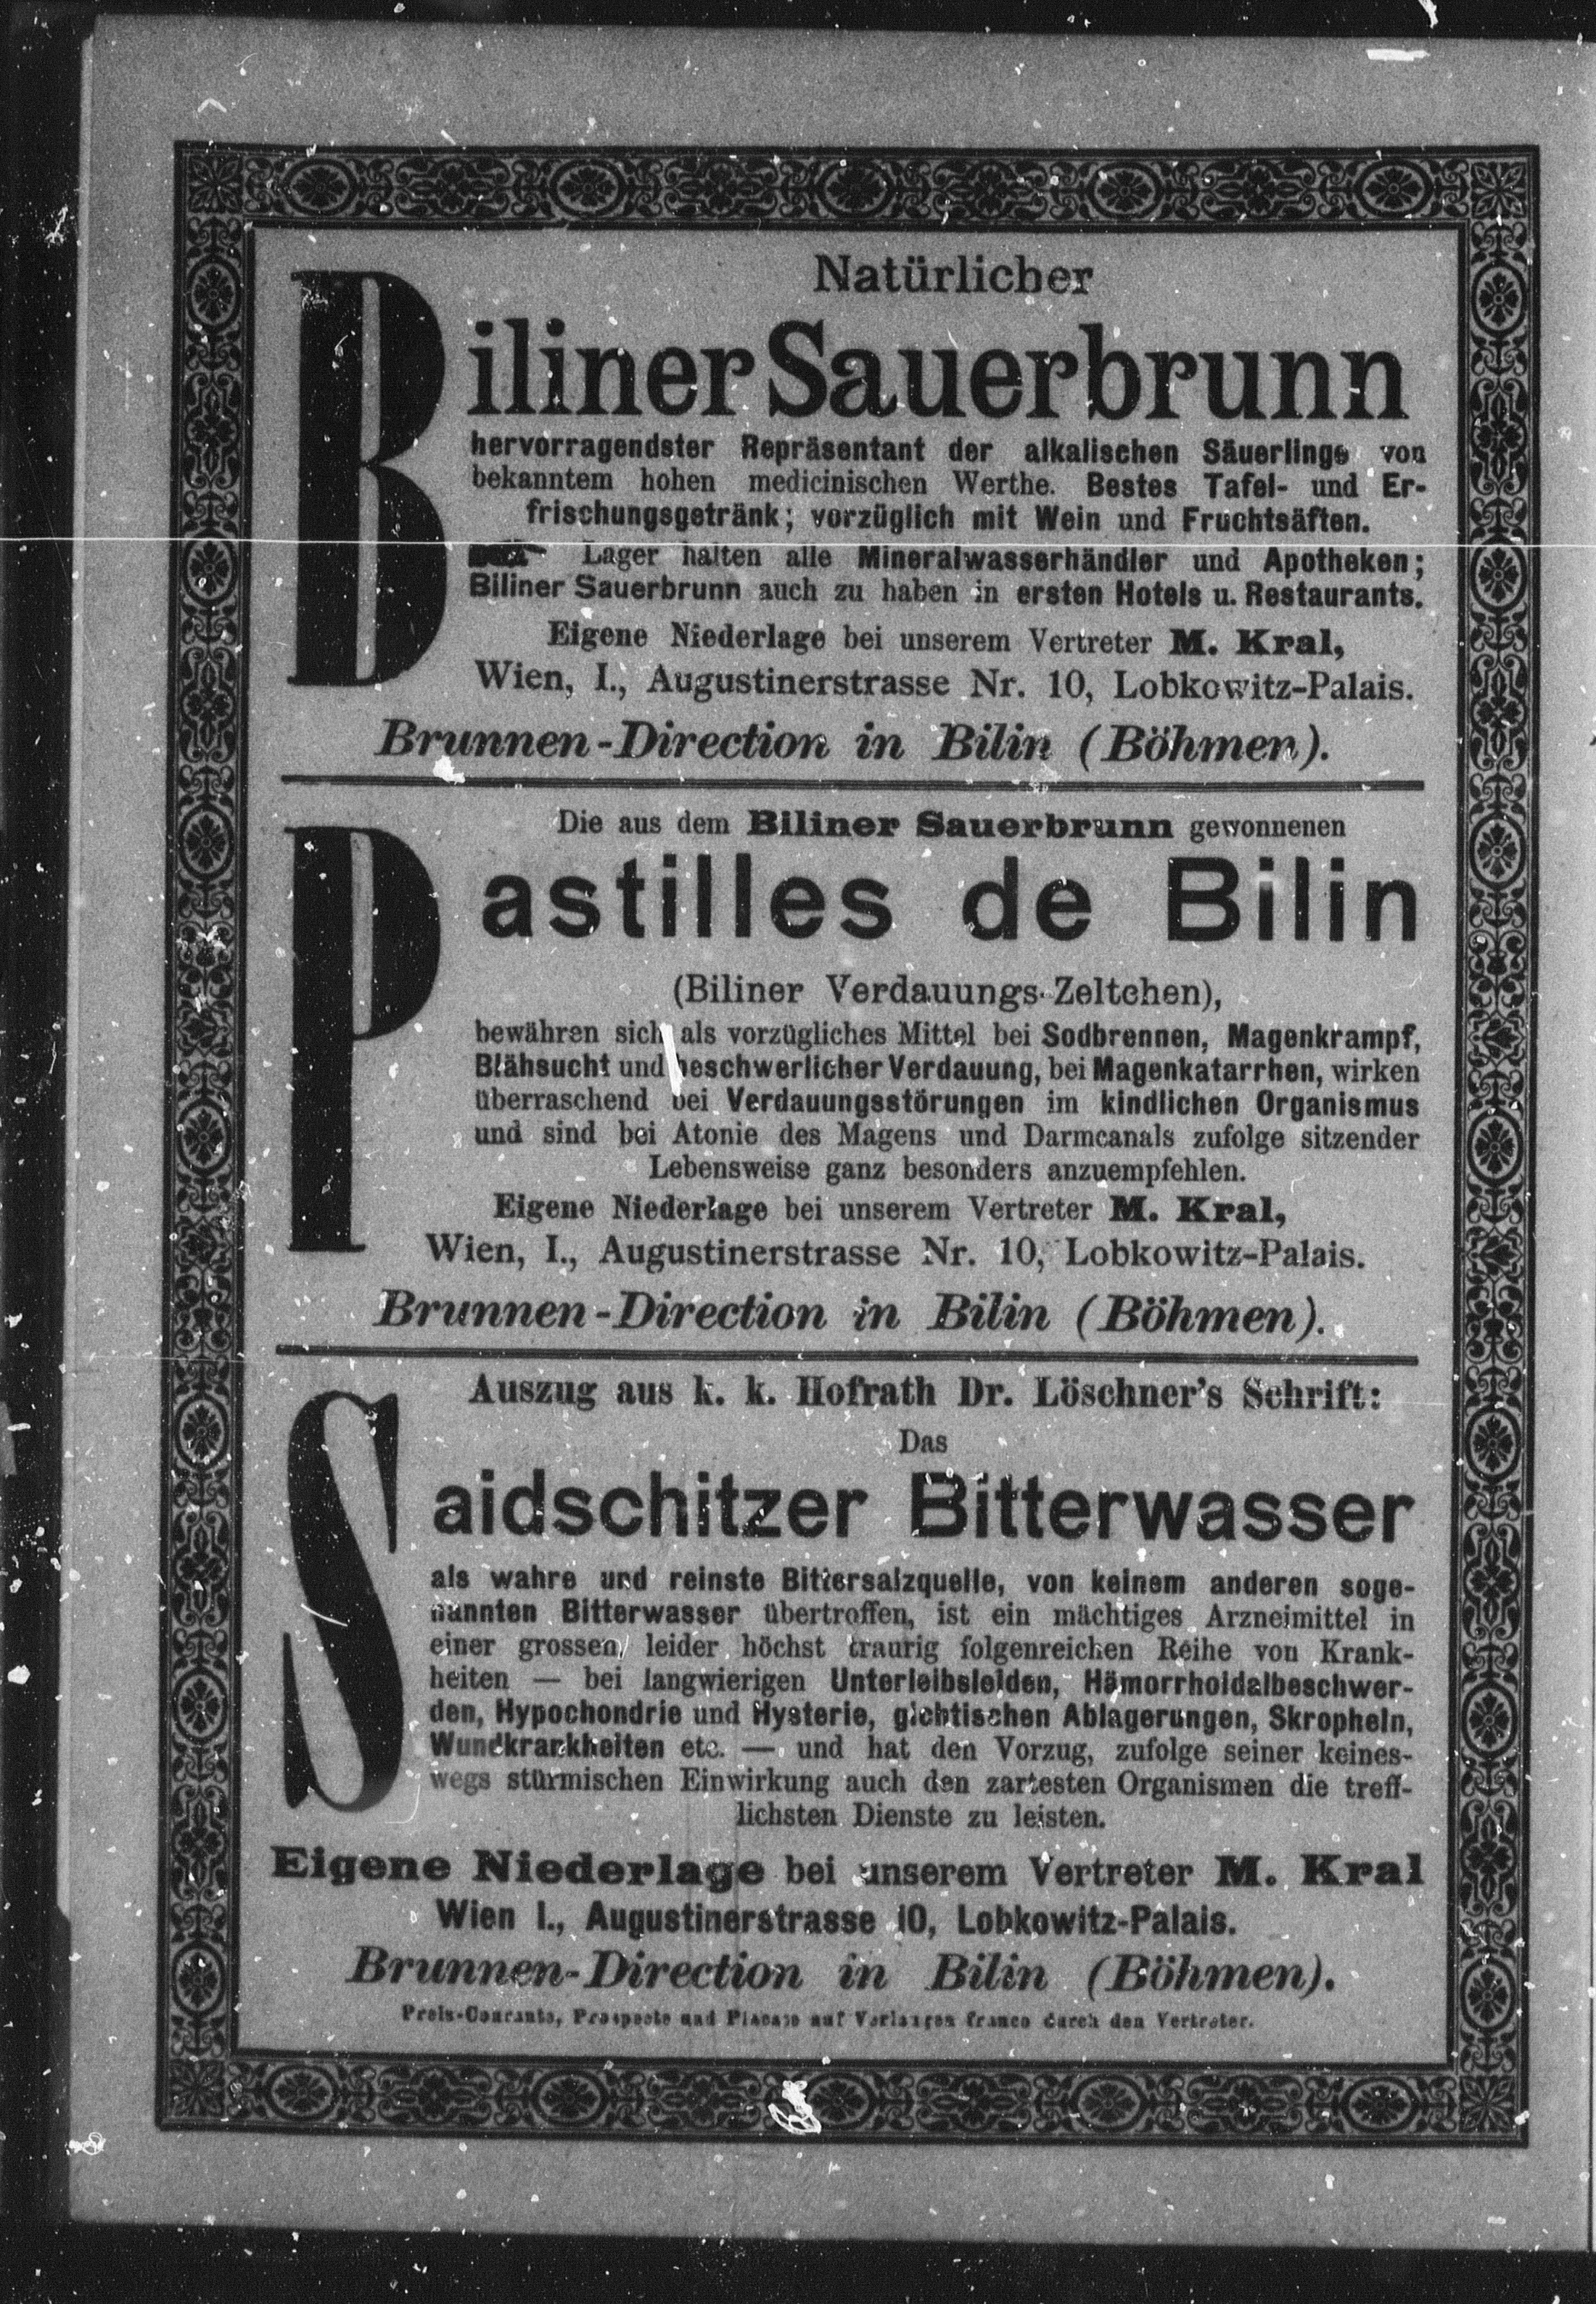 Natürlicher
Biliner Sauerbrunn
hervorragendster Repräsentant der alkalischen Säuerlinge von
bekanntem hohen medicinischen Werthe. Bestes Tafel- und Er-
frischungsgetränk; vorzüglich mit Wein und Fruchtsäften.
Lager halten alle Mineralwasserhändler und Apotheken;
Biliner Sauerbrunn auch zu haben in ersten Hotels u. Restaurants.
Eigene Niederlage bei unserem Vertreter M. Kral,
Wien, I., Augustinerstrasse Nr. 10, Lobkowitz-Palais.
Brunnen-Direction in Bilin (Böhmen).
Die aus dem Biliner Sauerbrunn gewonnenen
Pastilles de Bilin
(Biliner Verdauungs-Zeltchen),
bewähren sich als vorzügliches Mittel bei Sodbrennen, Magenkrampf,
Blähsucht und beschwerlicher Verdauung, bei Magenkatarrhen, wirken
überraschend bei Verdauungsstörungen im kindlichen Organismus
und sind bei Atonie des Magens und Darmcanals zufolge sitzender
Lebensweise ganz besonders anzuempfehlen.
Eigene Niederlage bei unserem Vertreter M. Kral,
Wien, I., Augustinerstrasse Nr. 10, Lobkowitz-Palais.
Brunnen-Direction in Bilin (Böhmen).
Auszug aus k. k. Hofrath Dr. Löschner's Schrift:
Das
Saidschitzer Bitterwasser
als wahre und reinste Bittersalzquelle, von keinem anderen soge-
nannten Bitterwasser übertroffen, ist ein mächtiges Arzneimittel in
einer grossen, leider höchst traurig folgenreichen Reihe von Krank-
heiten — bei langwierigen Unterleibsleiden, Hämorrhoidalbeschwer-
den, Hypochondrie und Hysterie, gichtischen Ablagerungen, Skropheln,
Wundkrankheiten etc. — und hat den Vorzug, zufolge seiner keines-
wegs stürmischen Einwirkung auch den zartesten Organismen die treff-
lichsten Dienste zu leisten.
Eigene Niederlage bei unserem Vertreter M. Kral
Wien I., Augustinerstrasse 10, Lobkowitz-Palais.
Brunnen-Direction in Bilin (Böhmen).
Preis-Courants, Prospecte und Placate auf Verlangen franco durch den Vertreter.